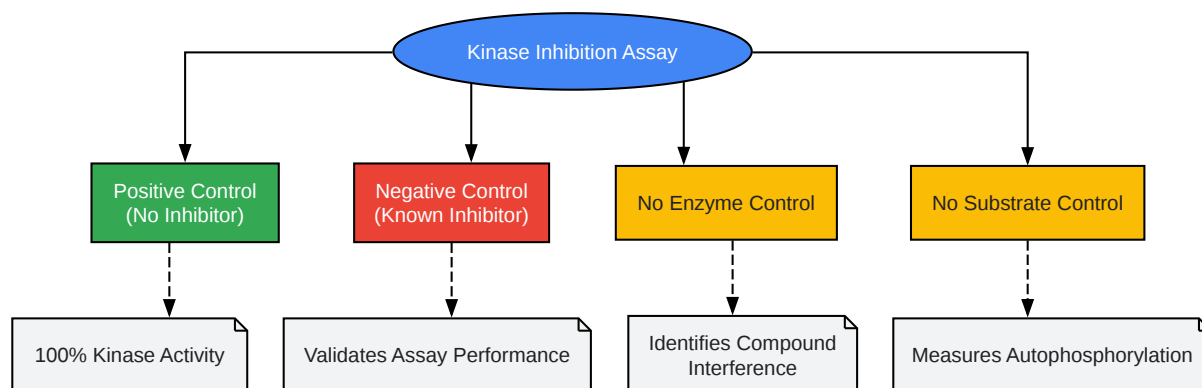 Kinase Inhibition Assay
Positive Control
(No Inhibitor)
Negative Control
(Known Inhibitor)
No Enzyme Control
No Substrate Control
100% Kinase Activity
Validates Assay Performance
Identifies Compound
Interference
Measures Autophosphorylation